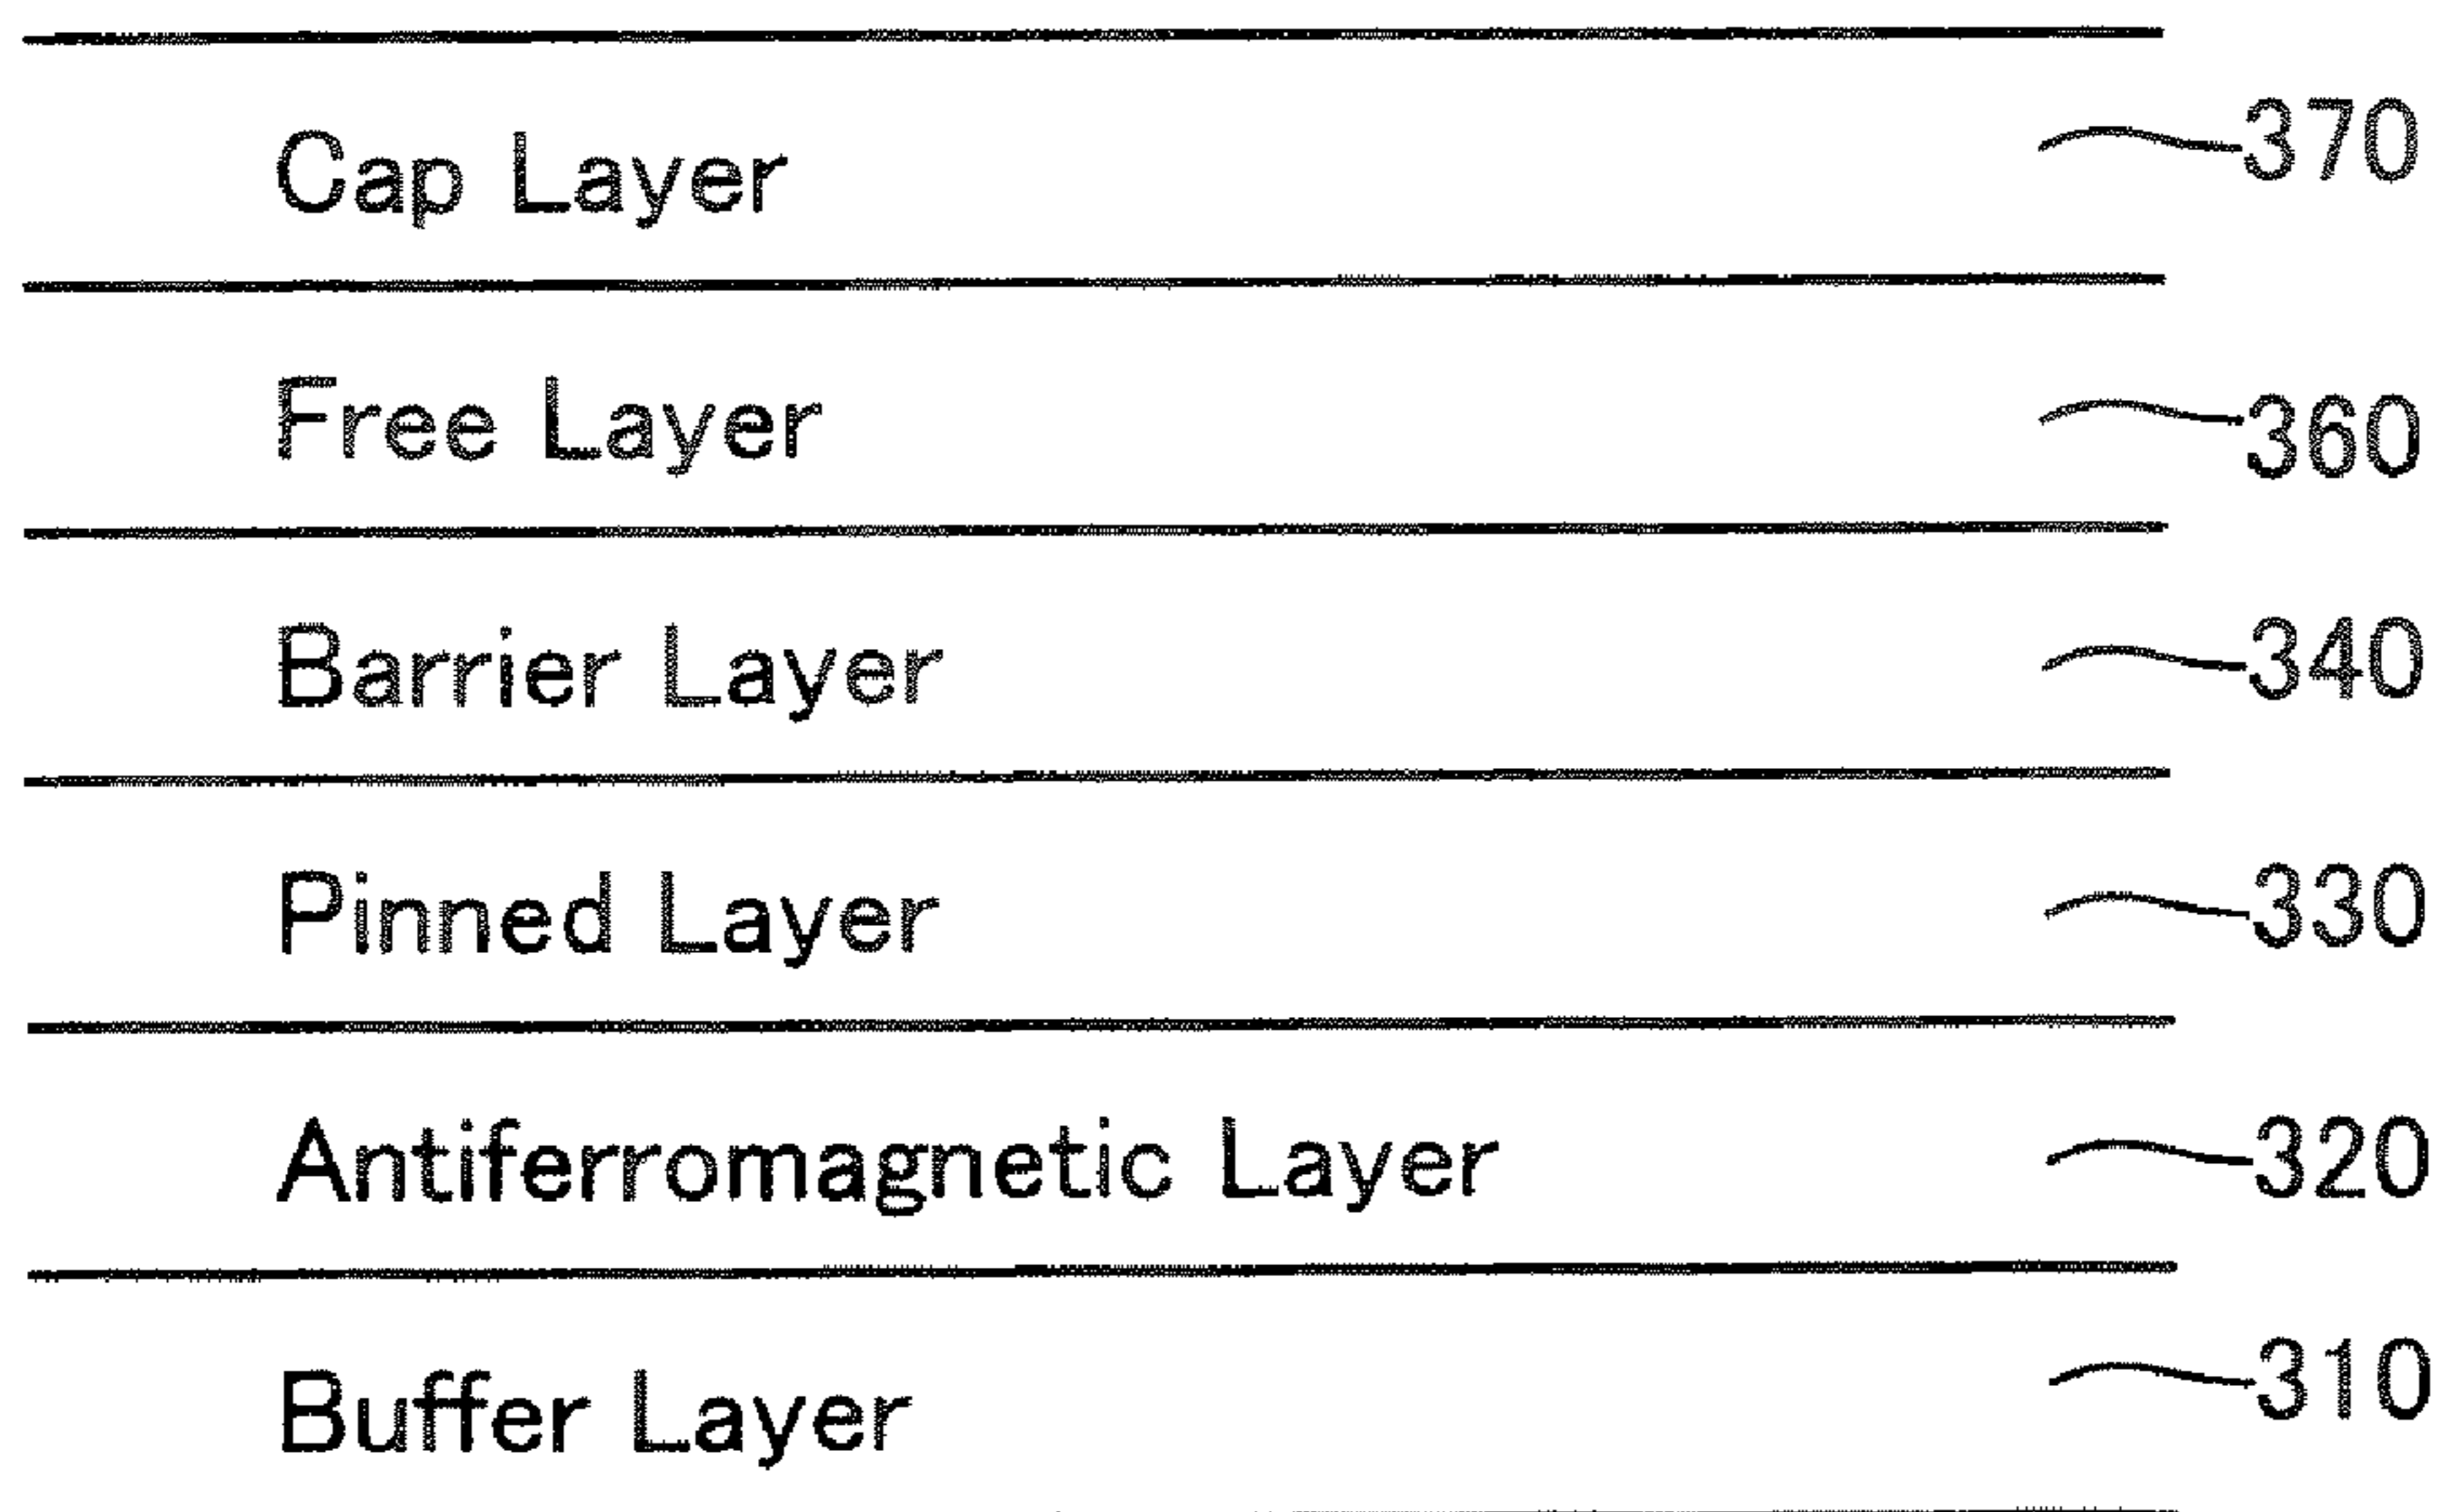 Cap Layer 370
Free Layer 360
Barrier Layer 340
Pinned Layer 330
Antiferromagnetic Layer 320
Buffer Layer 310